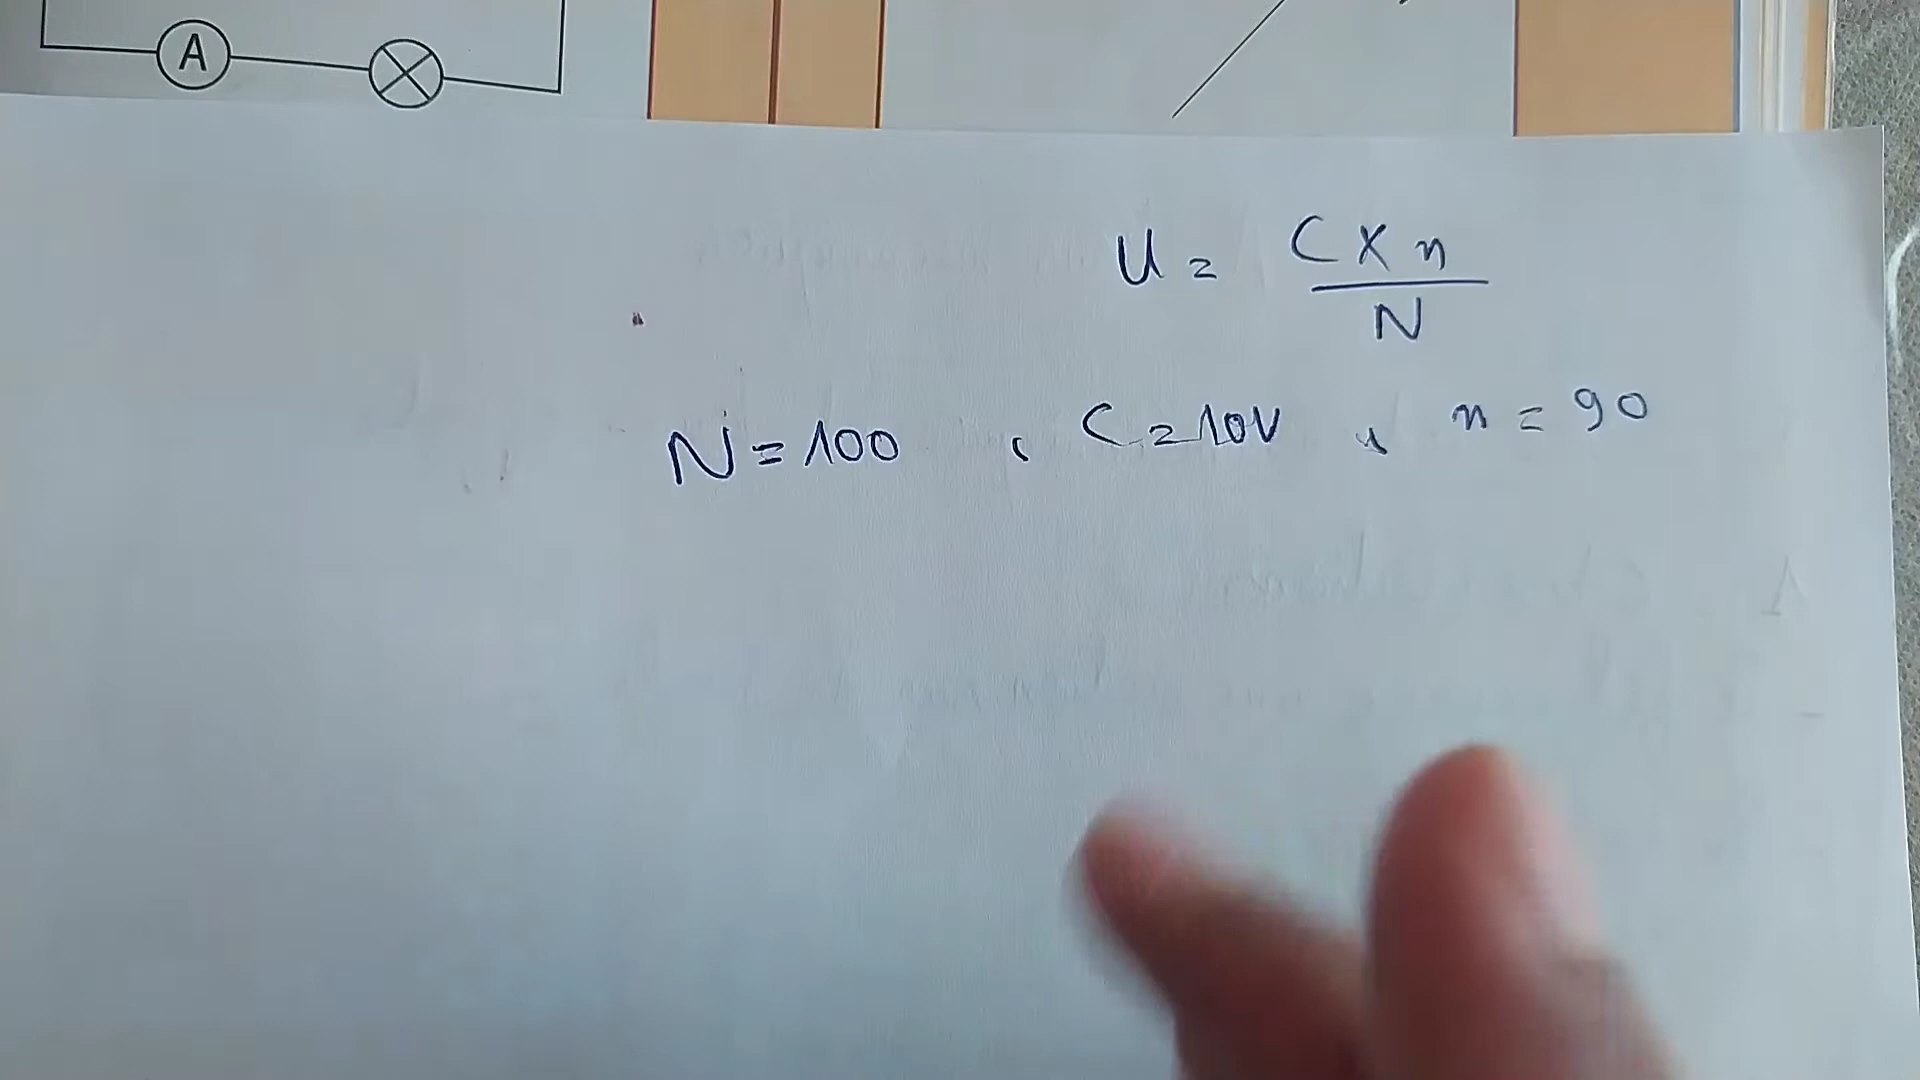 A
U = C X n / N
N = 100 , C = 10V , n = 90